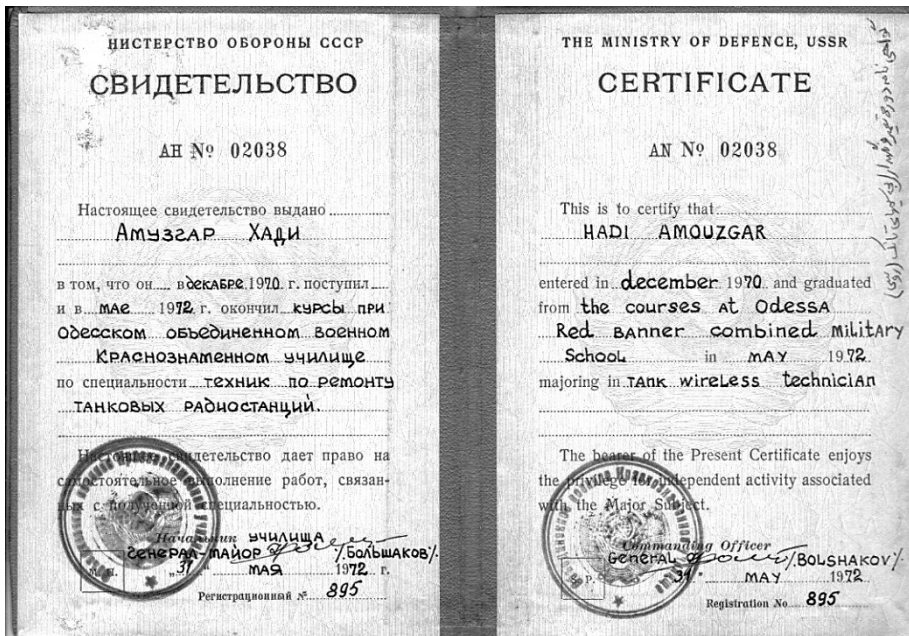 НИСТЕРСТВО ОБОРОНЫ СССР
СВИДЕТЕЛЬСТВО
АН № 02038
Настоящее свидетельство выдано
Амузгар Хади
в том, что он в декабре 1970 г. поступил
и в мае 1972 г. окончил курсы при
Одесском объединенном военном
Краснознаменном училище
по специальности техник по ремонту
танковых радиостанций.
Настоящее свидетельство дает право на
самостоятельное выполнение работ, связан-
ных с полученной специальностью.
Начальник училища
генерал-майор /Большаков/.
„31“ мая 1972 г.
Регистрационный № 895
THE MINISTRY OF DEFENCE, USSR
CERTIFICATE
AN № 02038
This is to certify that
HADI AMOUZGAR
entered in december 1970 and graduated
from the courses at Odessa
Red Banner combined military
School in MAY 1972
majoring in tank wireless technician
The bearer of the Present Certificate enjoys
the privilege for independent activity associated
with the Major Subject.
Commanding Officer
General /BOLSHAKOV/
31 " MAY 1972
Registration No 895